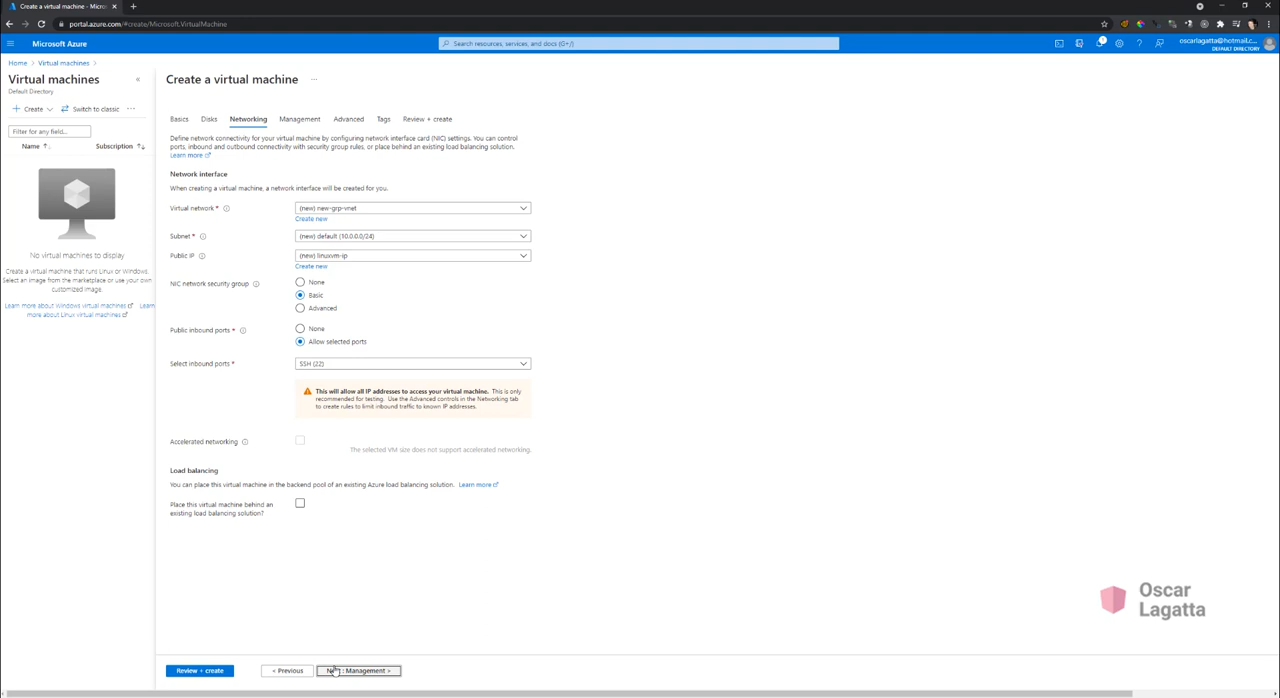 Create a virtual machine - Micros
portal.azure.com/#create/Microsoft.VirtualMachine
Microsoft Azure
Search resources, services, and docs (G+/)
oscarlagatta@hotmail.c...
DEFAULT DIRECTORY
Home > Virtual machines >
Virtual machines
Default Directory
+ Create
Switch to classic
...
Filter for any field...
Name ↑↓
Subscription ↑↓
No virtual machines to display
Create a virtual machine that runs Linux or Windows.
Select an image from the marketplace or use your own
customized image.
Learn more about Windows virtual machines
Learn
more about Linux virtual machines
Create a virtual machine
...
Basics Disks Networking Management Advanced Tags Review + create
Define network connectivity for your virtual machine by configuring network interface card (NIC) settings. You can control
ports, inbound and outbound connectivity with security group rules, or place behind an existing load balancing solution.
Learn more
Network interface
When creating a virtual machine, a network interface will be created for you.
Virtual network *
(new) new-grp-vnet
Create new
Subnet *
(new) default (10.0.0.0/24)
Public IP
(new) linuxvm-ip
Create new
NIC network security group
None
Basic
Advanced
Public inbound ports *
None
Allow selected ports
Select inbound ports *
SSH (22)
This will allow all IP addresses to access your virtual machine. This is only
recommended for testing. Use the Advanced controls in the Networking tab
to create rules to limit inbound traffic to known IP addresses.
Accelerated networking
The selected VM size does not support accelerated networking.
Load balancing
You can place this virtual machine in the backend pool of an existing Azure load balancing solution. Learn more
Place this virtual machine behind an
existing load balancing solution?
Oscar
Lagatta
Review + create
< Previous
: Management >